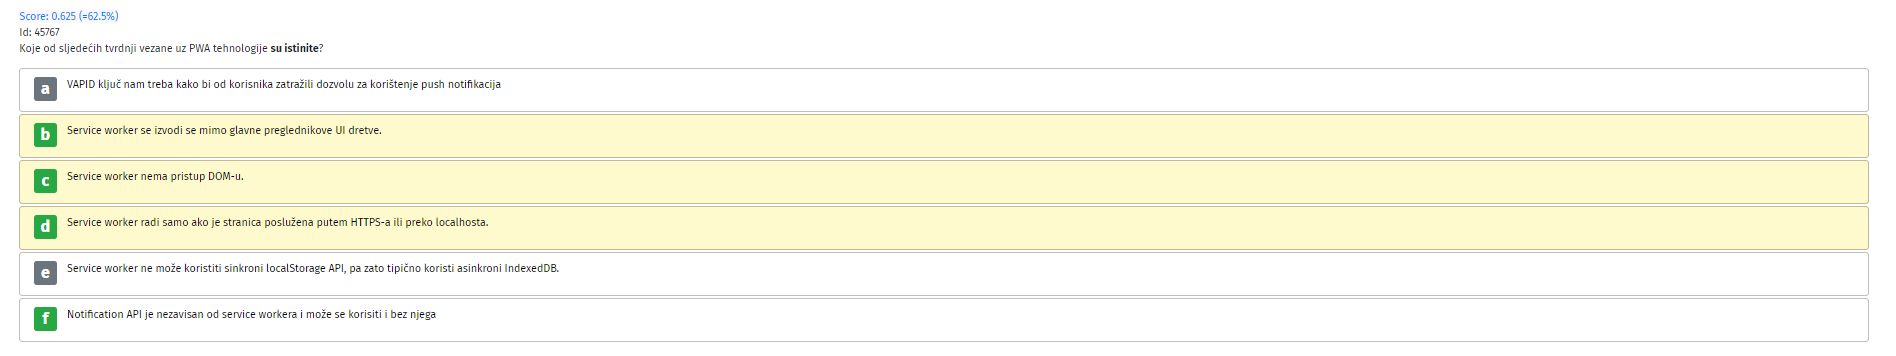 Score: 0.625 (=62.5%)
Id: 45767
Koje od sljedećih tvrdnji vezane uz PWA tehnologije su istinite?
a VAPID ključ nam treba kako bi od korisnika zatražili dozvolu za korištenje push notifikacija
b Service worker se izvodi se mimo glavne preglednikove UI dretve.
c Service worker nema pristup DOM-u.
d Service worker radi samo ako je stranica poslužena putem HTTPS-a ili preko localhosta.
e Service worker ne može koristiti sinkroni localStorage API, pa zato tipično koristi asinkroni IndexedDB.
f Notification API je nezavisan od service workera i može se korisiti i bez njega